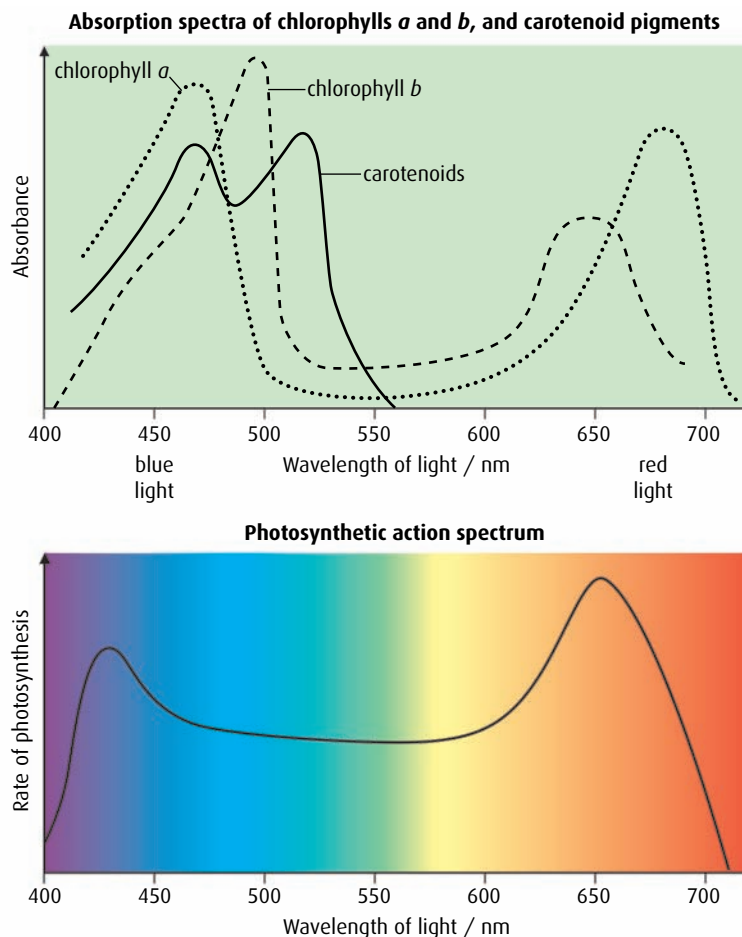 Absorption spectra of chlorophylls a and b, and carotenoid pigments
chlorophyll a
chlorophyll b
carotenoids
Absorbance
400 450 500 550 600 650 700
blue light
Wavelength of light / nm
red light
Photosynthetic action spectrum
Rate of photosynthesis
400 450 500 550 600 650 700
Wavelength of light / nm